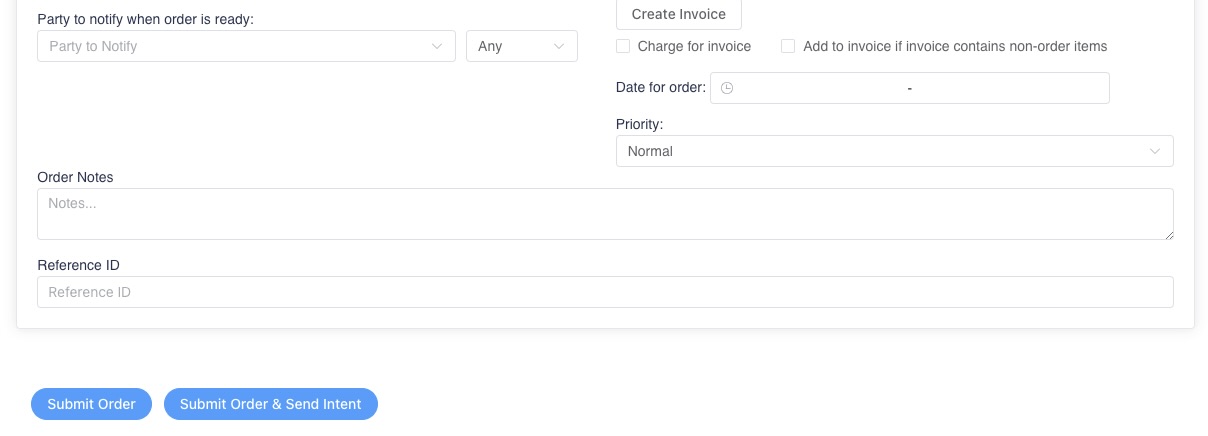 Party to notify when order is ready:
Party to Notify
Any
Create Invoice
Charge for invoice
Add to invoice if invoice contains non-order items
Date for order:
-
Priority:
Normal
Order Notes
Notes...
Reference ID
Reference ID
Submit Order
Submit Order & Send Intent